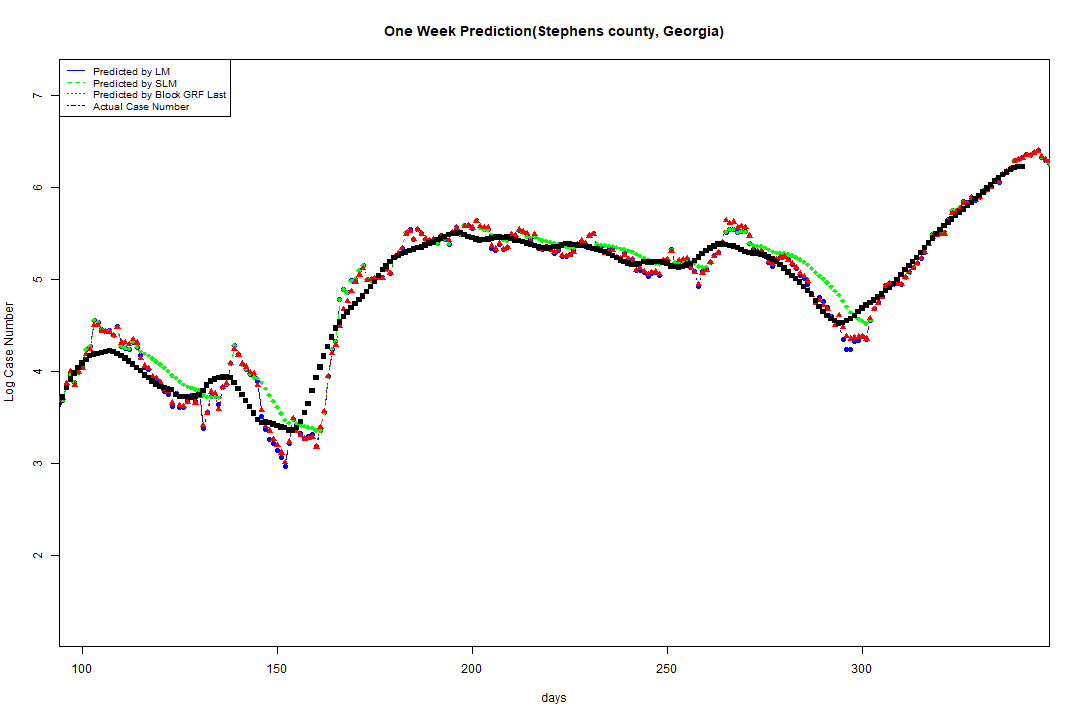 One Week Prediction(Stephens county, Georgia)
Predicted by LM
Predicted by SLM
Predicted by Block GRF Last
Actual Case Number
7
6
5
4
3
2
Log Case Number
100 150 200 250 300
days